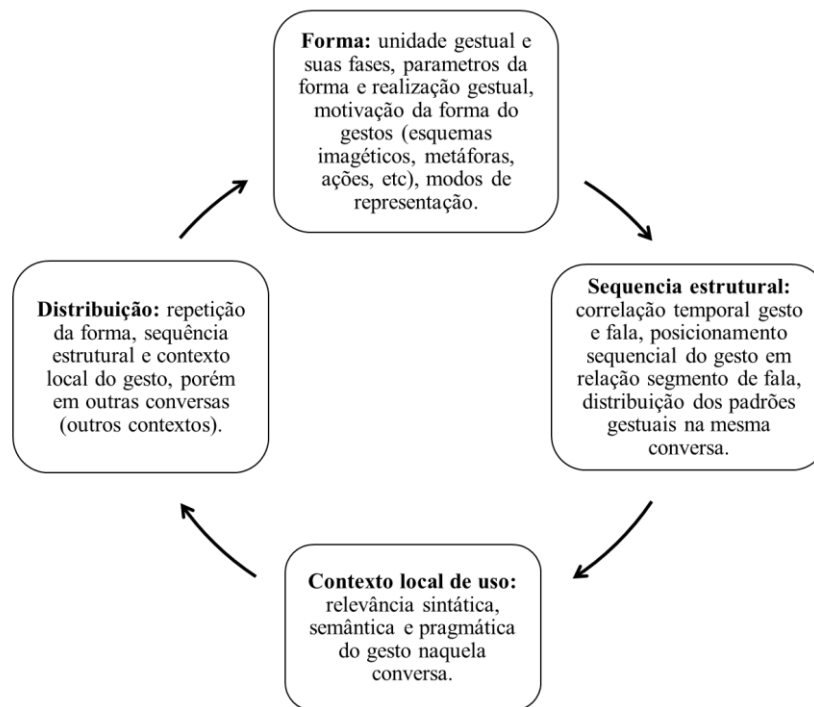 Forma: unidade gestual e
suas fases, parametros da
forma e realização gestual,
motivação da forma do
gestos (esquemas
imagéticos, metáforas,
ações, etc), modos de
representação.
Sequencia estrutural:
correlação temporal gesto
e fala, posicionamento
sequencial do gesto em
relação segmento de fala,
distribuição dos padrões
gestuais na mesma
conversa.
Contexto local de uso:
relevância sintática,
semântica e pragmática
do gesto naquela
conversa.
Distribuição: repetição
da forma, sequência
estrutural e contexto
local do gesto, porém
em outras conversas
(outros contextos).